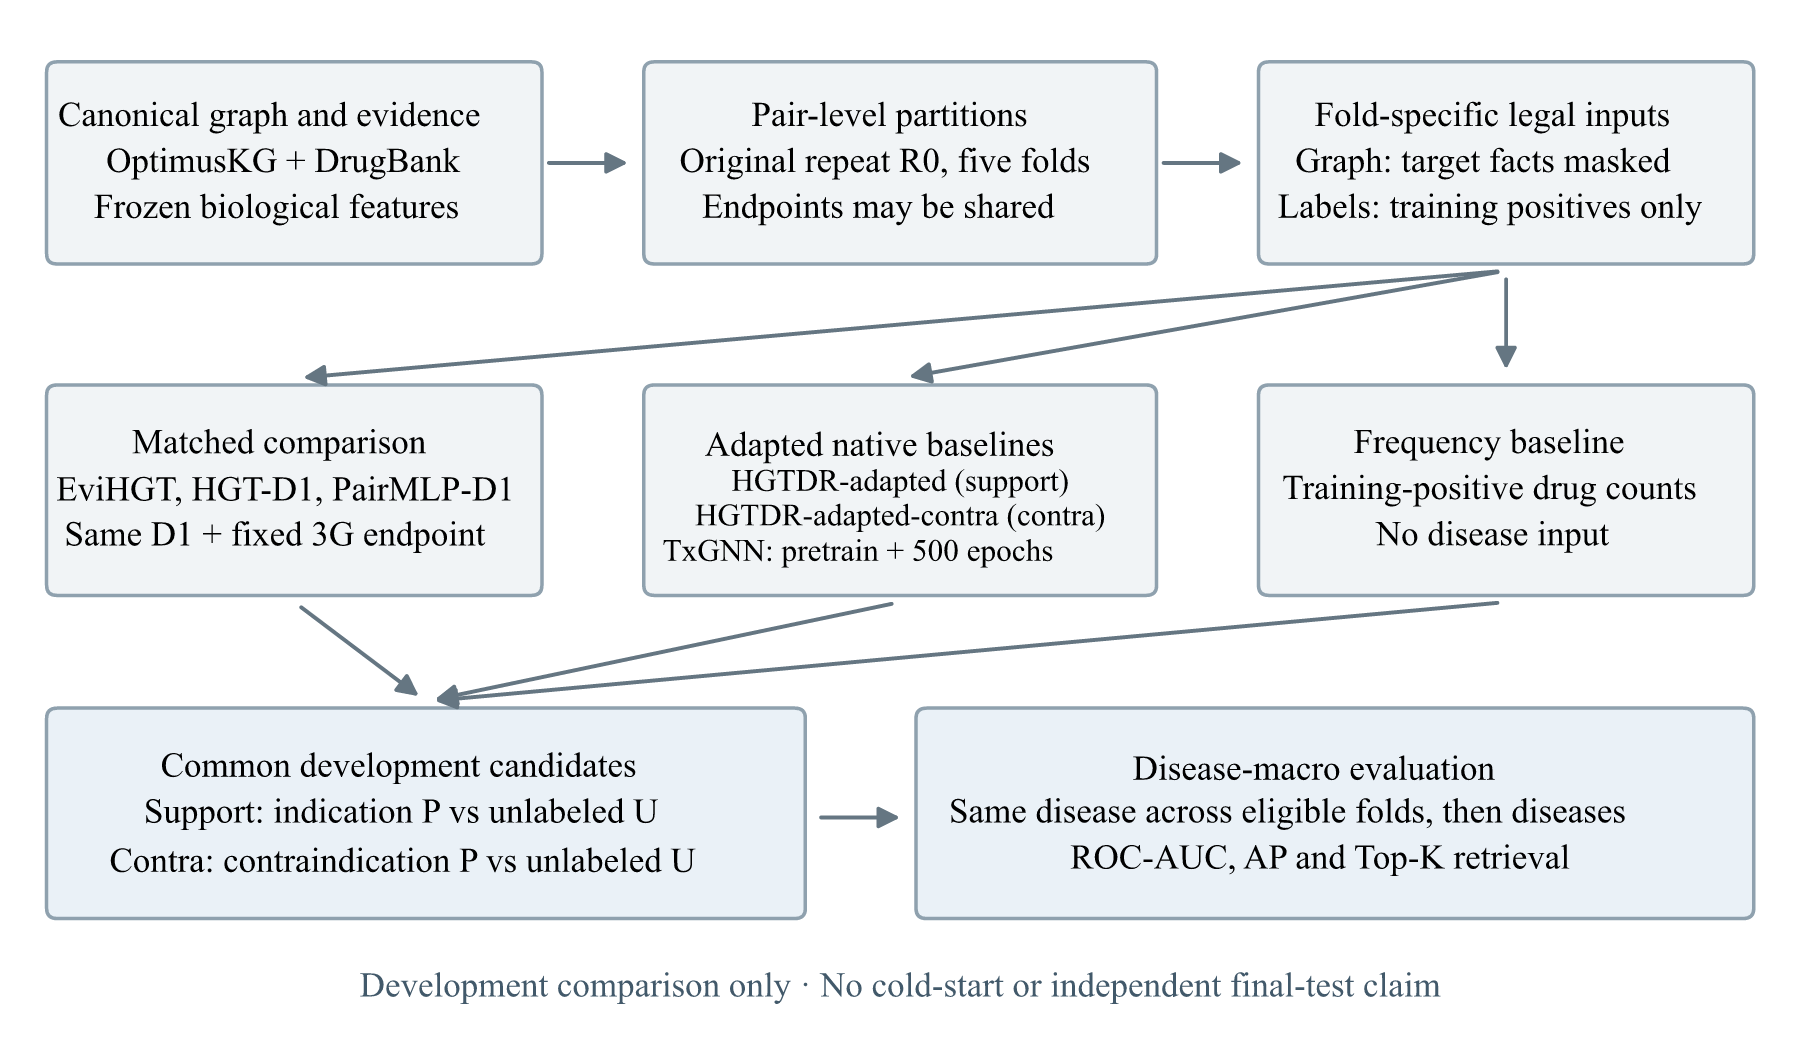 Canonical graph and evidence
OptimusKG + DrugBank
Frozen biological features
Pair-level partitions
Original repeat R0, five folds
Endpoints may be shared
Fold-specific legal inputs
Graph: target facts masked
Labels: training positives only
Matched comparison
EviHGT, HGT-D1, PairMLP-D1
Same D1 + fixed 3G endpoint
Adapted native baselines
HGTDR-adapted (support)
HGTDR-adapted-contra (contra)
TxGNN: pretrain + 500 epochs
Frequency baseline
Training-positive drug counts
No disease input
Common development candidates
Support: indication P vs unlabeled U
Contra: contraindication P vs unlabeled U
Disease-macro evaluation
Same disease across eligible folds, then diseases
ROC-AUC, AP and Top-K retrieval
Development comparison only · No cold-start or independent final-test claim